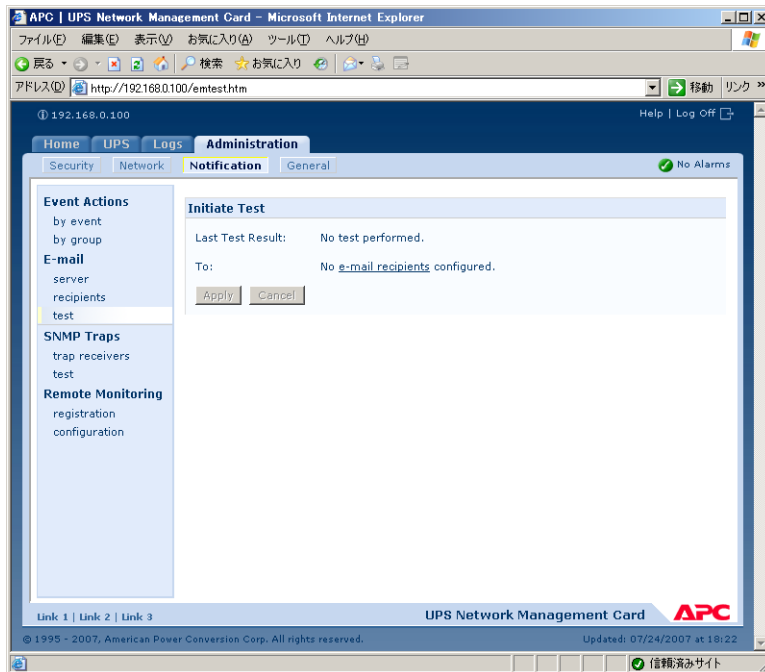 APC | UPS Network Management Card - Microsoft Internet Explorer
ファイル(F) 編集(E) 表示(V) お気に入り(A) ツール(T) ヘルプ(H)
戻る 検索 お気に入り
アドレス(D) http://192.168.0.100/emtest.htm 移動 リンク »
192.168.0.100 Help | Log Off
Home UPS Logs Administration
Security Network Notification General No Alarms
Event Actions
by event
by group
E-mail
server
recipients
test
SNMP Traps
trap receivers
test
Remote Monitoring
registration
configuration
Initiate Test
Last Test Result: No test performed.
To: No e-mail recipients configured.
Apply Cancel
Link 1 | Link 2 | Link 3 UPS Network Management Card APC
© 1995 - 2007, American Power Conversion Corp. All rights reserved. Updated: 07/24/2007 at 18:22
信頼済みサイト